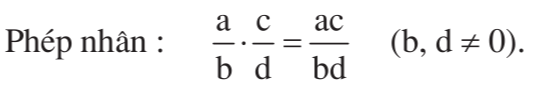 Phép nhân : a/b · c/d = ac/bd (b, d ≠ 0).